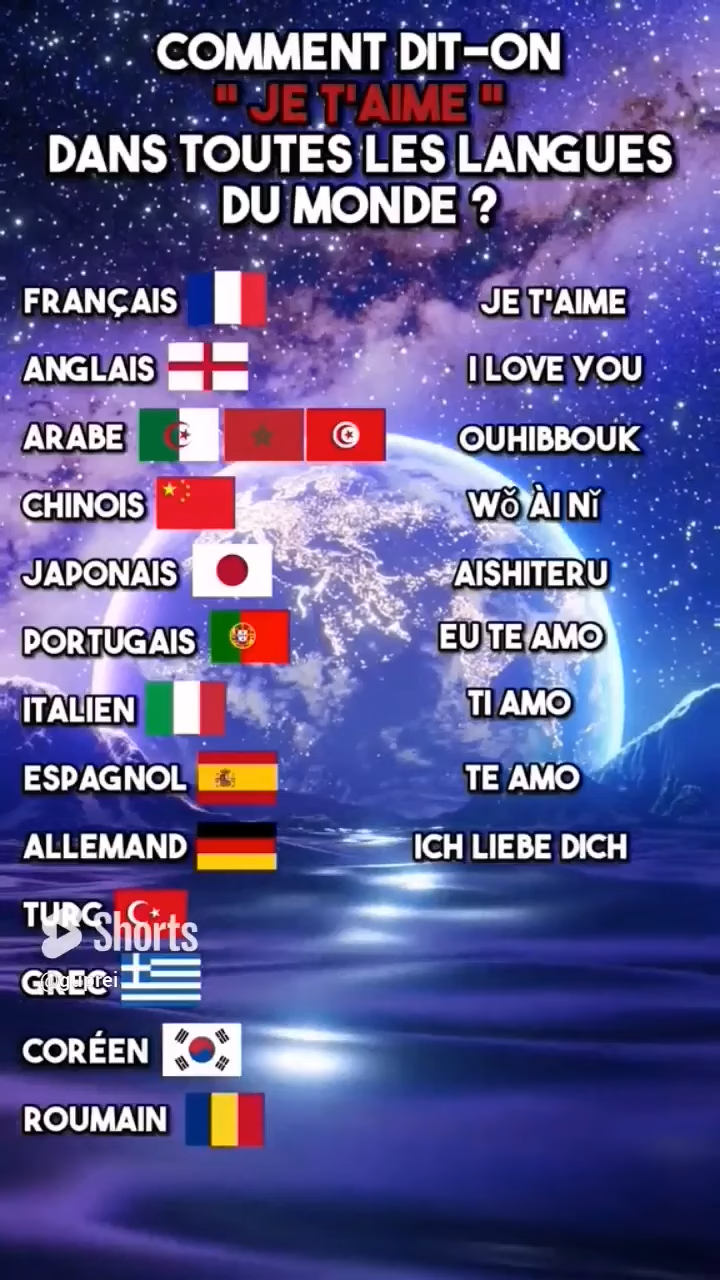 COMMENT DIT-ON
" JE T'AIME "
DANS TOUTES LES LANGUES
DU MONDE ?
FRANÇAIS JE T'AIME
ANGLAIS I LOVE YOU
ARABE OUHIBBOUK
CHINOIS WǑ ÀI NǏ
JAPONAIS AISHITERU
PORTUGAIS EU TE AMO
ITALIEN TI AMO
ESPAGNOL TE AMO
ALLEMAND ICH LIEBE DICH
TURC
Shorts
GREC
CORÉEN
ROUMAIN